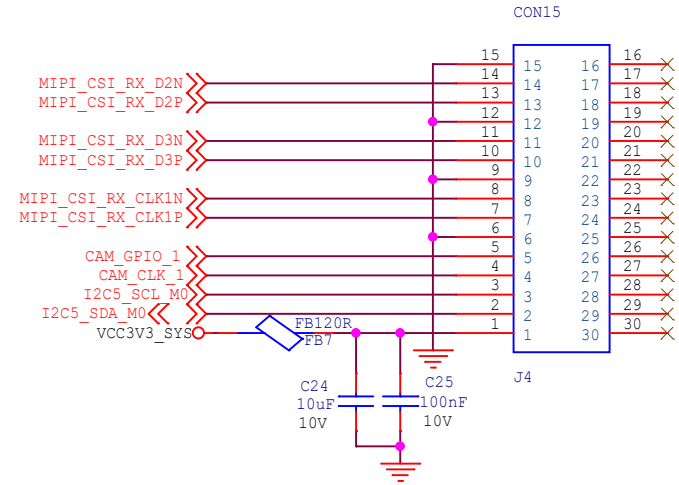 CON15
15 15 16 16
MIPI_CSI_RX_D2N 14 14 17 17
MIPI_CSI_RX_D2P 13 13 18 18
12 12 19 19
MIPI_CSI_RX_D3N 11 11 20 20
MIPI_CSI_RX_D3P 10 10 21 21
9 9 22 22
MIPI_CSI_RX_CLK1N 8 8 23 23
MIPI_CSI_RX_CLK1P 7 7 24 24
6 6 25 25
CAM_GPIO_1 5 5 26 26
CAM_CLK_1 4 4 27 27
I2C5_SCL_M0 3 3 28 28
I2C5_SDA_M0 2 2 29 29
VCC3V3_SYS 1 1 30 30
FB120R
FB7
J4
C24
10uF
10V
C25
100nF
10V